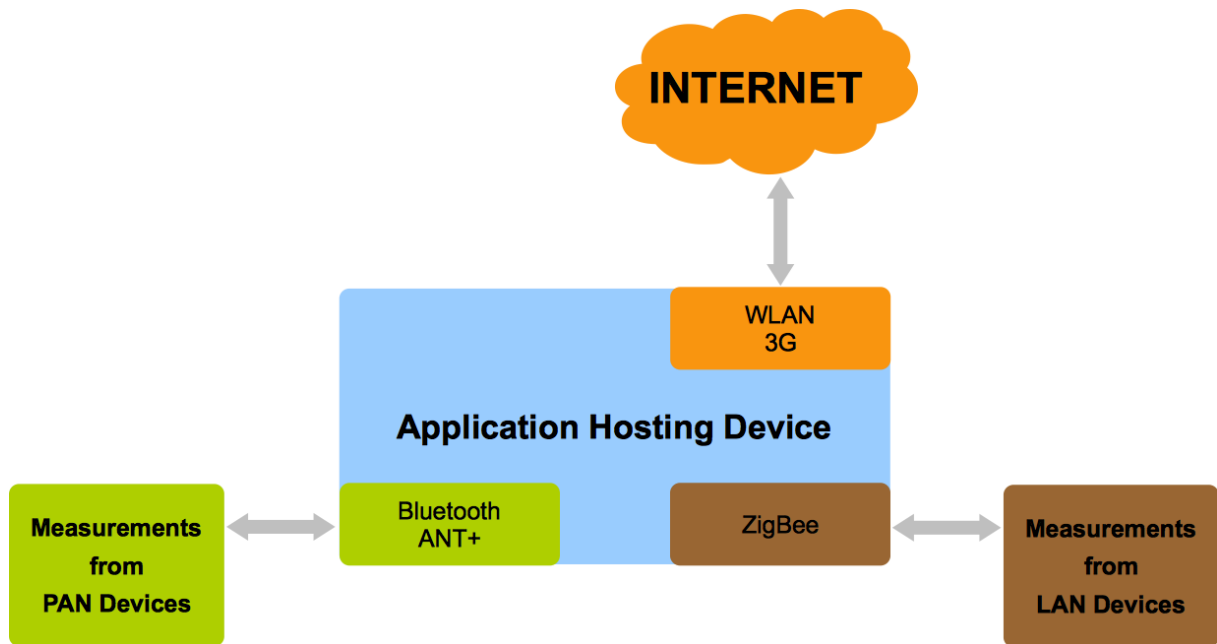 INTERNET
WLAN
3G
Application Hosting Device
Measurements
from
PAN Devices
Bluetooth
ANT+
ZigBee
Measurements
from
LAN Devices